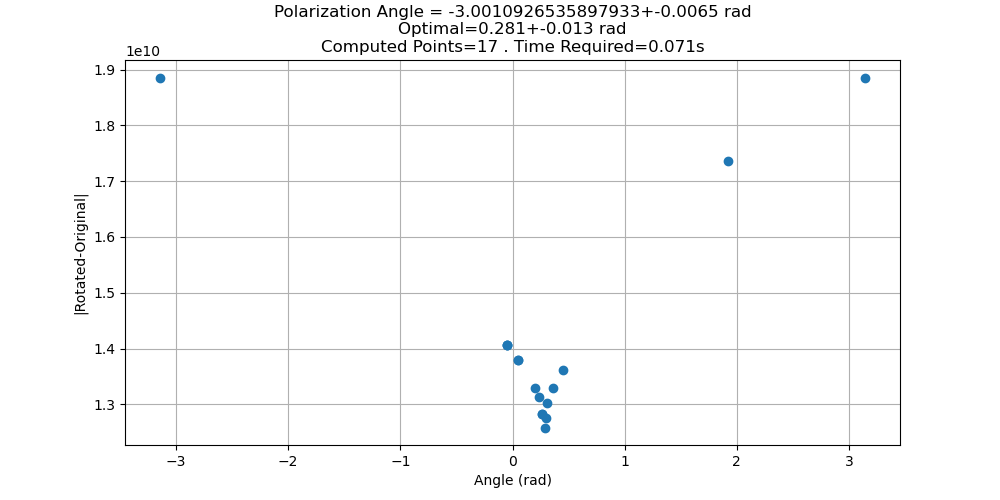 Polarization Angle = -3.0010926535897933+-0.0065 rad
Optimal=0.281+-0.013 rad
Computed Points=17 . Time Required=0.071s
1e10
1.9
1.8
1.7
1.6
1.5
1.4
1.3
|Rotated-Original|
−3 −2 −1 0 1 2 3
Angle (rad)